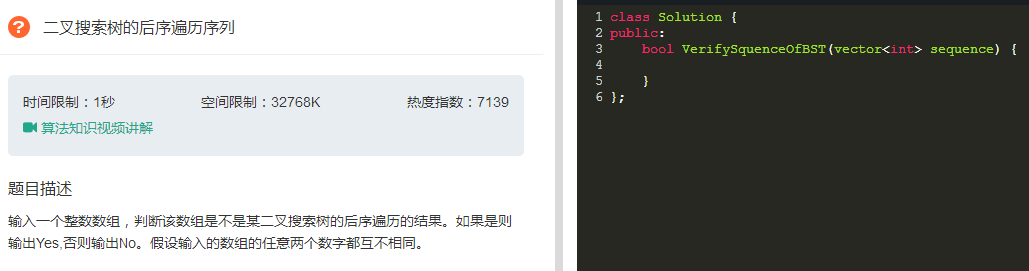 ?
二叉搜索树的后序遍历序列
时间限制：1秒 空间限制：32768K 热度指数：7139
算法知识视频讲解
题目描述
输入一个整数数组，判断该数组是不是某二叉搜索树的后序遍历的结果。如果是则
输出Yes,否则输出No。假设输入的数组的任意两个数字都互不相同。
1 class Solution {
2 public:
3     bool VerifySquenceOfBST(vector<int> sequence) {
4
5     }
6 };